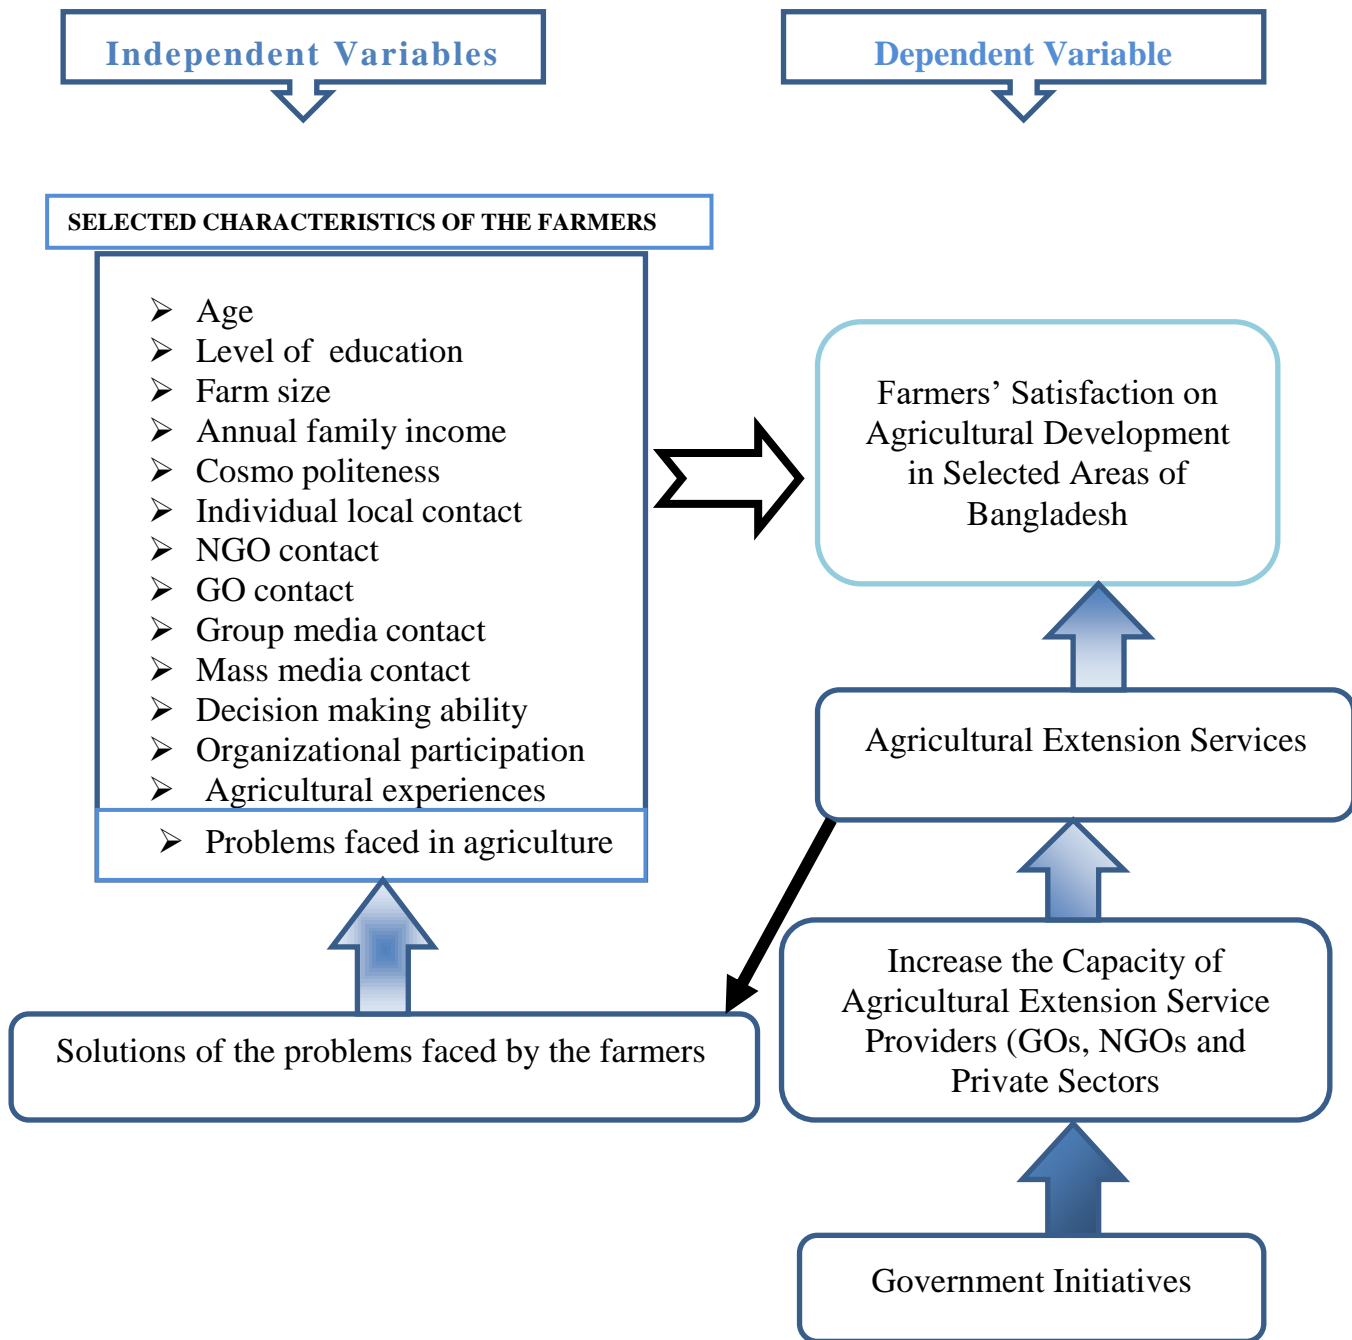 Independent Variables
Dependent Variable
SELECTED CHARACTERISTICS OF THE FARMERS
➢ Age
➢ Level of education
➢ Farm size
➢ Annual family income
➢ Cosmo politeness
➢ Individual local contact
➢ NGO contact
➢ GO contact
➢ Group media contact
➢ Mass media contact
➢ Decision making ability
➢ Organizational participation
➢ Agricultural experiences
➢ Problems faced in agriculture
Solutions of the problems faced by the farmers
Farmers’ Satisfaction on
Agricultural Development
in Selected Areas of
Bangladesh
Agricultural Extension Services
Increase the Capacity of
Agricultural Extension Service
Providers (GOs, NGOs and
Private Sectors
Government Initiatives